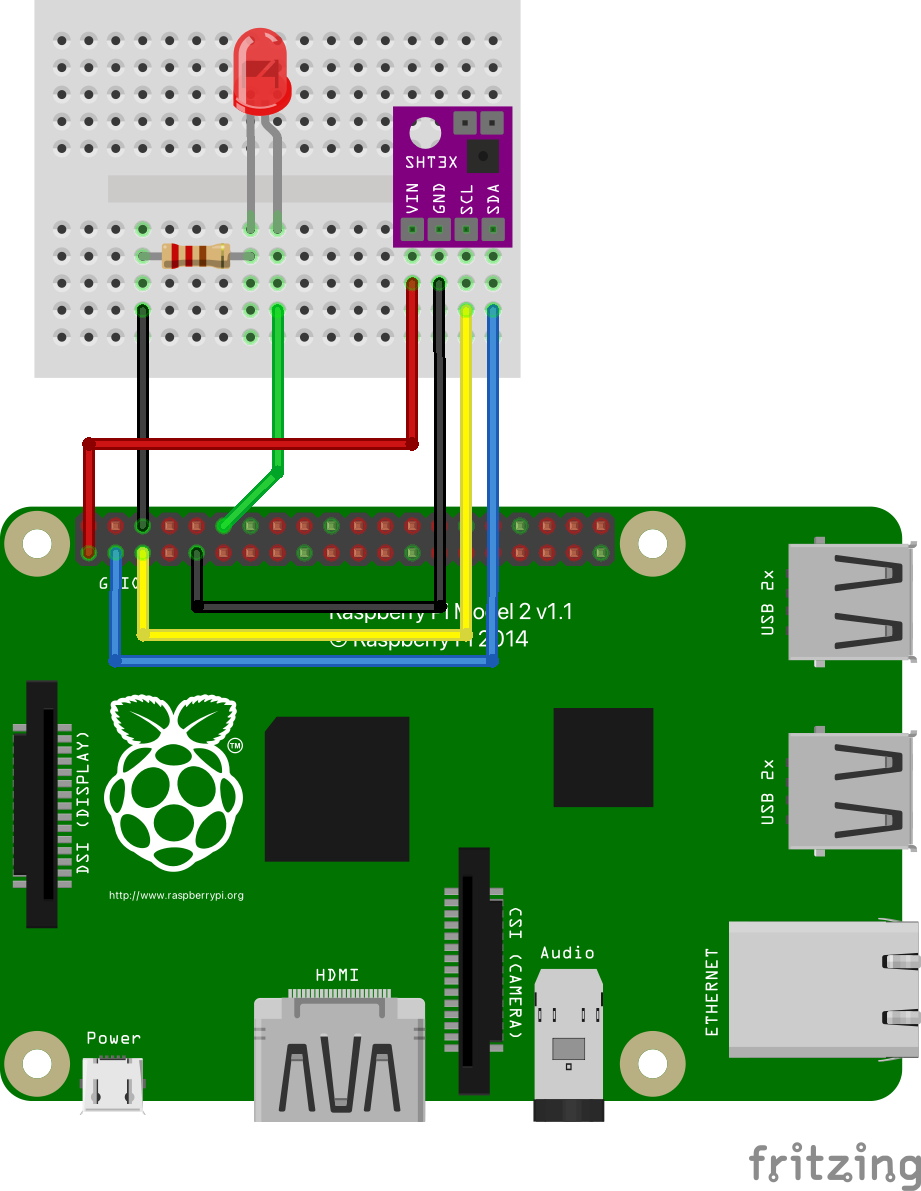 SHT3X
VIN
GND
SCL
SDA
GPIO
Raspberry Pi Model 2 v1.1
© Raspberry Pi 2014
USB 2x
DSI (DISPLAY)
TM
USB 2x
http://www.raspberrypi.org
CSI (CAMERA)
Audio
ETHERNET
HDMI
Power
fritzing